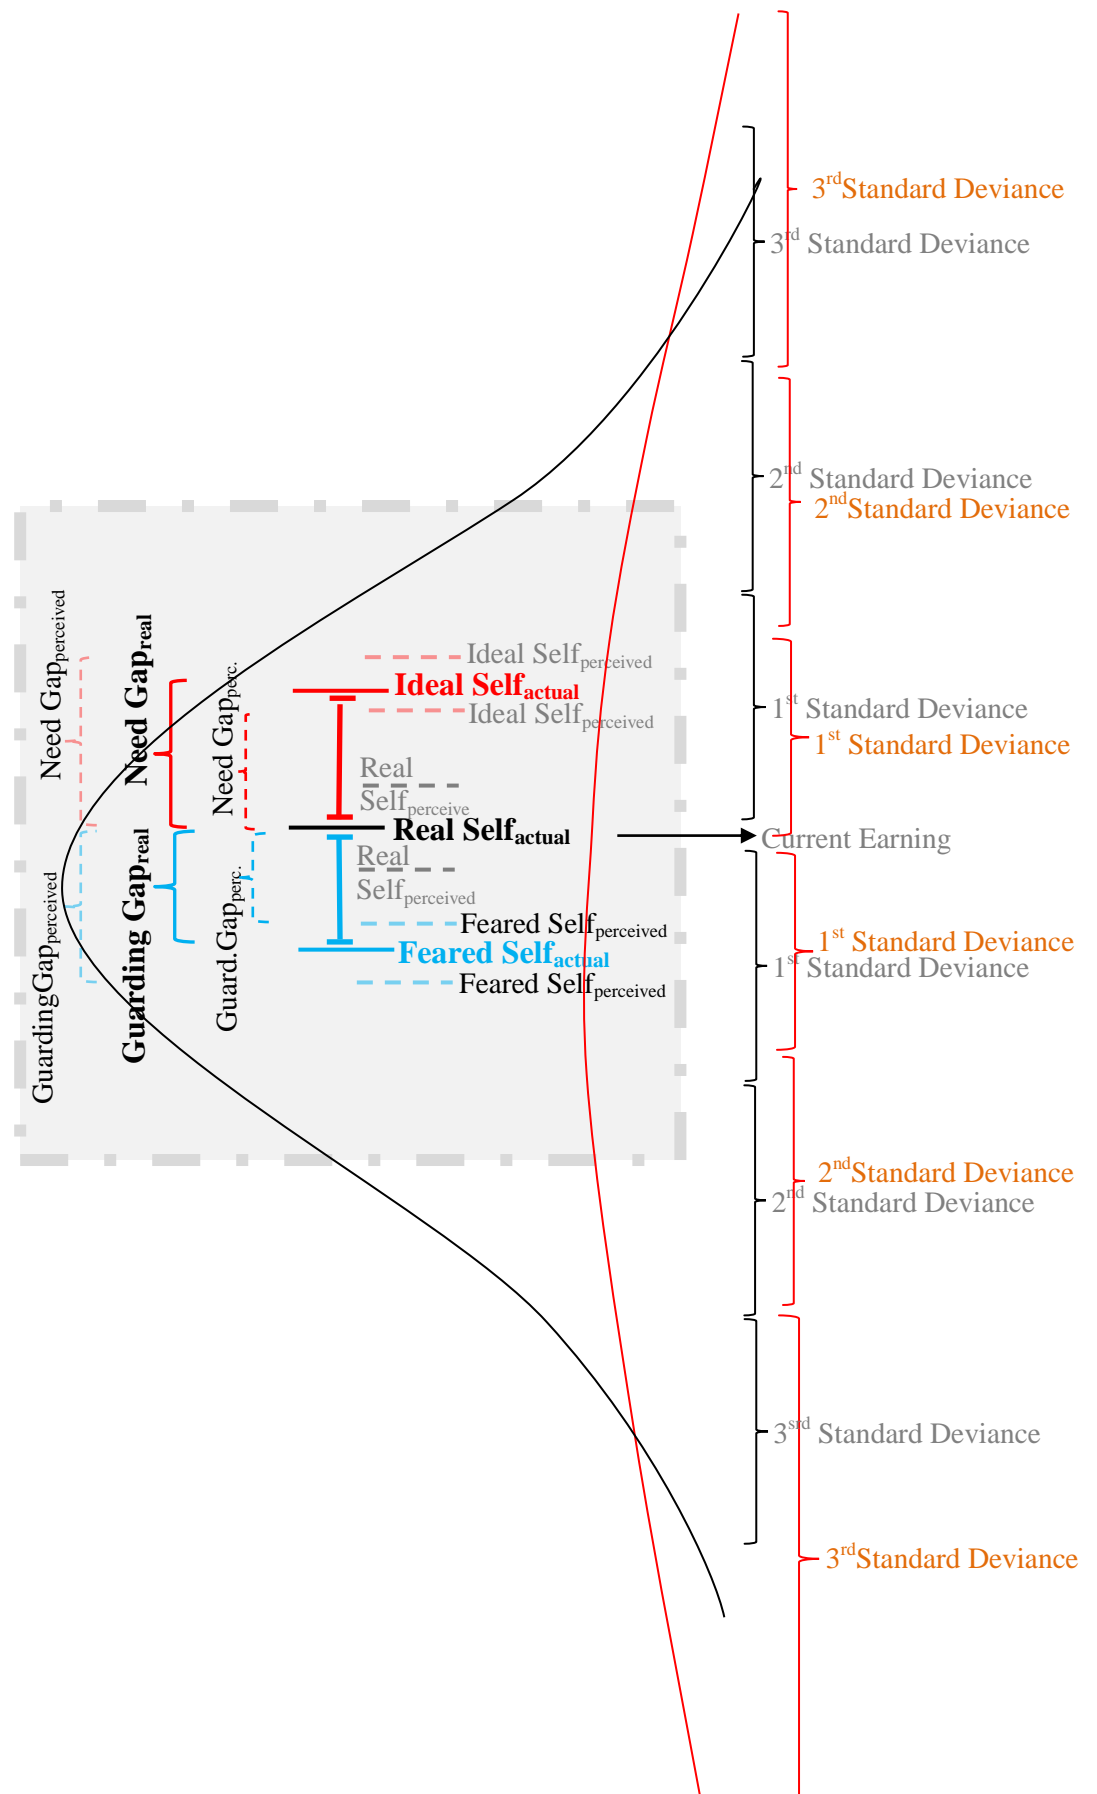 3rdStandard Deviance
3rd Standard Deviance
2nd Standard Deviance
2ndStandard Deviance
1st Standard Deviance
1st Standard Deviance
Current Earning
1st Standard Deviance
1st Standard Deviance
2ndStandard Deviance
2nd Standard Deviance
3srd Standard Deviance
3rdStandard Deviance
Need Gapperceived
Need Gapreal
Need Gapperc.
GuardingGapperceived
Guarding Gapreal
Guard.Gapperc.
Ideal Selfperceived
Ideal Selfactual
Ideal Selfperceived
Real
Selfperceive
Real Selfactual
Real
Selfperceived
Feared Selfperceived
Feared Selfactual
Feared Selfperceived